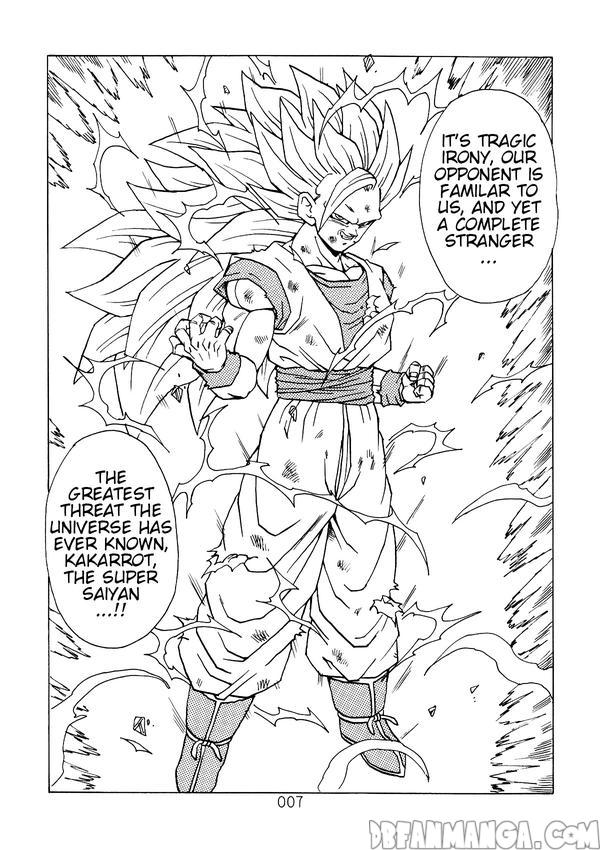 IT'S TRAGIC
IRONY, OUR
OPPONENT IS
FAMILAR TO
US, AND YET
A COMPLETE
STRANGER
...
THE
GREATEST
THREAT THE
UNIVERSE HAS
EVER KNOWN,
KAKARROT,
THE SUPER
SAIYAN
...!!
007
DBFANMANGA.COM